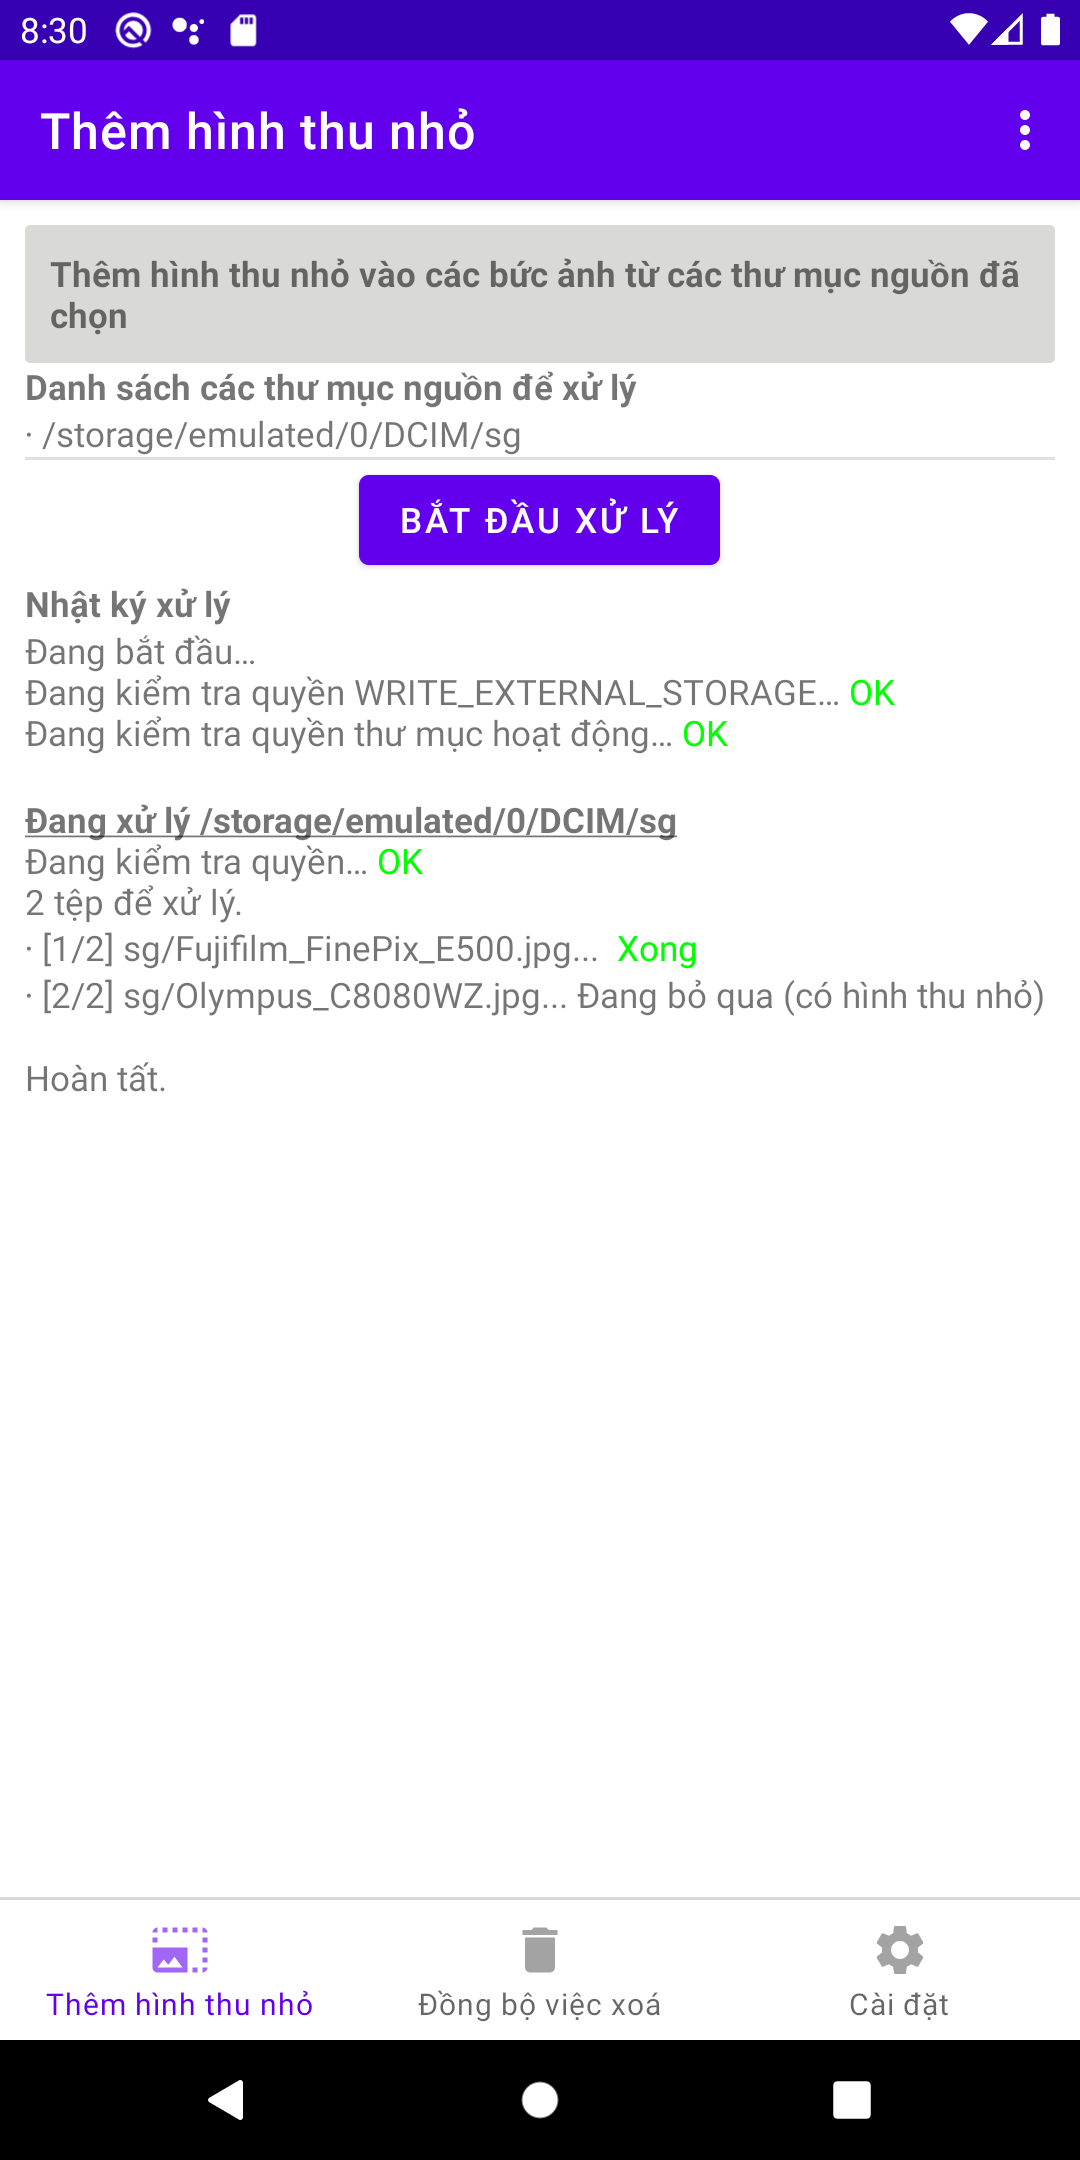 8:30
Thêm hình thu nhỏ
Thêm hình thu nhỏ vào các bức ảnh từ các thư mục nguồn đã
chọn
Danh sách các thư mục nguồn để xử lý
· /storage/emulated/0/DCIM/sg
BẮT ĐẦU XỬ LÝ
Nhật ký xử lý
Đang bắt đầu…
Đang kiểm tra quyền WRITE_EXTERNAL_STORAGE… OK
Đang kiểm tra quyền thư mục hoạt động… OK
Đang xử lý /storage/emulated/0/DCIM/sg
Đang kiểm tra quyền… OK
2 tệp để xử lý.
· [1/2] sg/Fujifilm_FinePix_E500.jpg... Xong
· [2/2] sg/Olympus_C8080WZ.jpg... Đang bỏ qua (có hình thu nhỏ)
Hoàn tất.
Thêm hình thu nhỏ
Đồng bộ việc xoá
Cài đặt